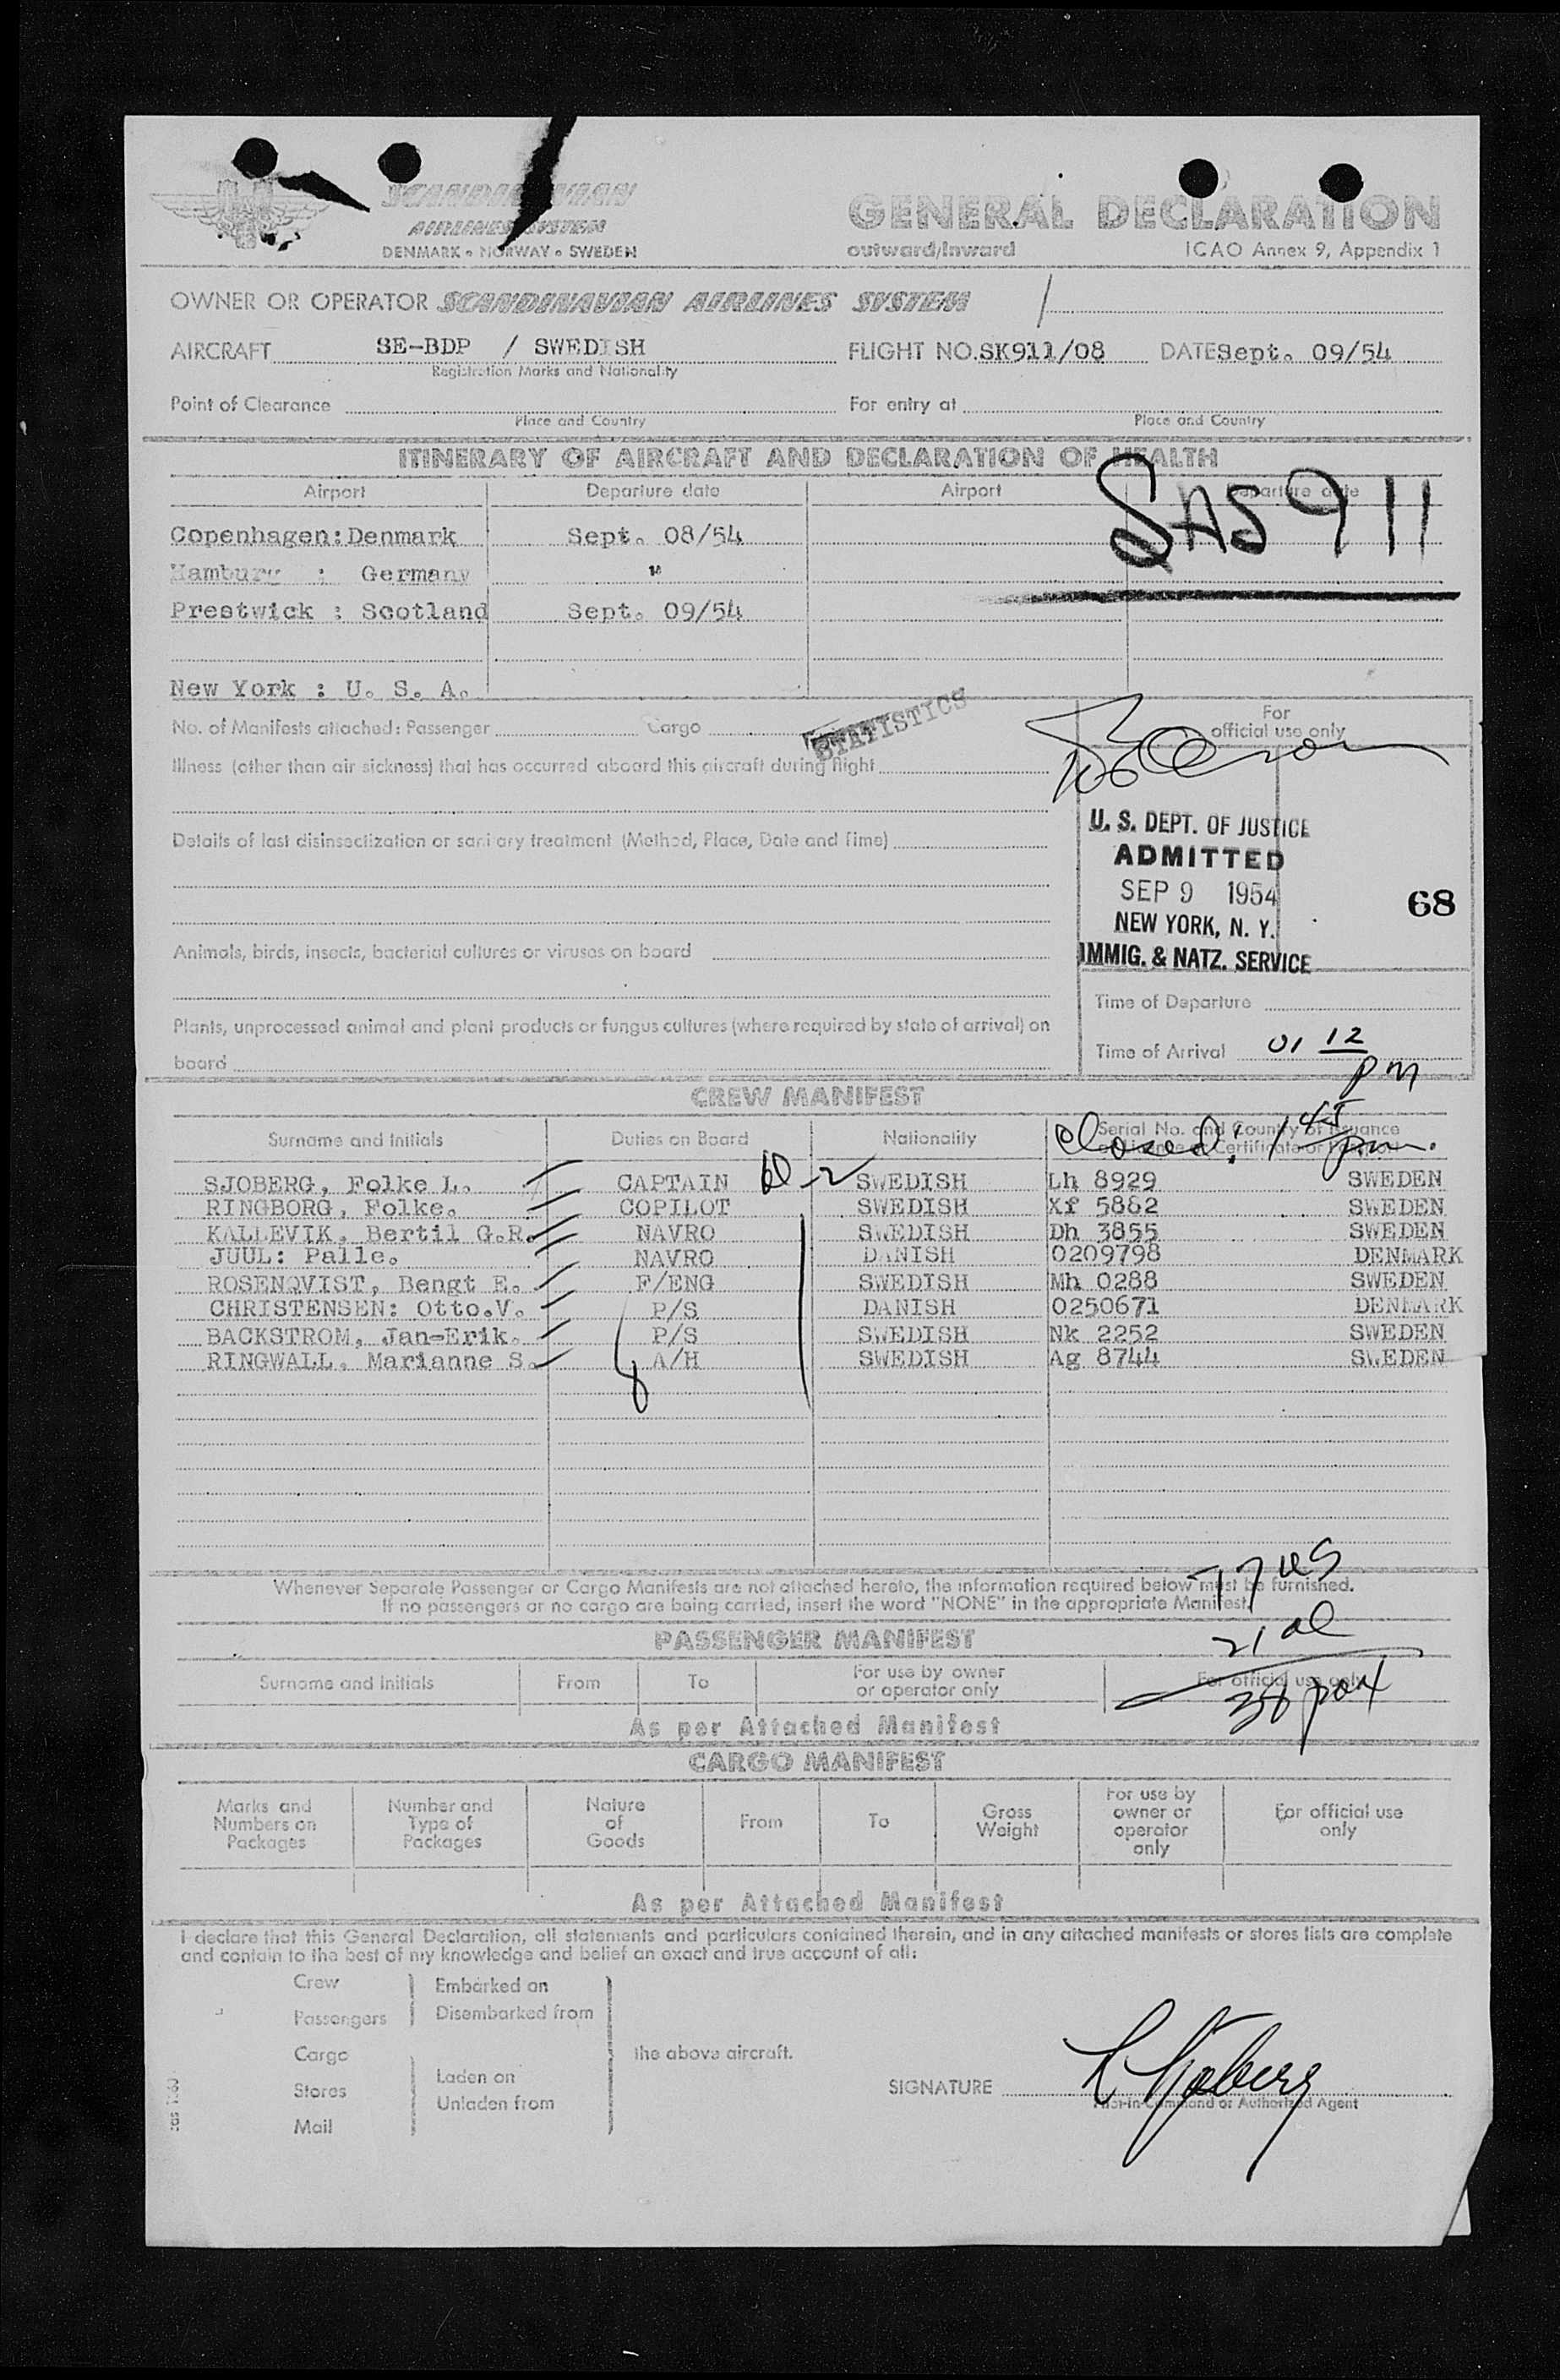 SCANDINAVIAN
AIRLINES SYSTEM
DENMARK • NORWAY • SWEDEN
GENERAL DECLARATION
outward/Inward ICAO Annex 9, Appendix 1
OWNER OR OPERATOR SCANDINAVIAN AIRLINES SYSTEM
AIRCRAFT SE-BDP / SWEDISH FLIGHT NO. SK911/08 DATE Sept. 09/54
Registration Marks and Nationality
Point of Clearance For entry at
Place and Country Place and Country
ITINERARY OF AIRCRAFT AND DECLARATION OF HEALTH
Airport Departure date Airport Departure date
SAS 911
Copenhagen:Denmark Sept. 08/54
Hamburg : Germany "
Prestwick : Scotland Sept. 09/54
New York : U. S. A.
No. of Manifests attached: Passenger Cargo
STATISTICS
For
official use only
Illness (other than air sickness) that has occurred aboard this aircraft during flight
Details of last disinsectization or sanitary treatment (Method, Place, Date and Time)
U. S. DEPT. OF JUSTICE
ADMITTED
SEP 9 1954
NEW YORK, N. Y.
IMMIG. & NATZ. SERVICE
68
Animals, birds, insects, bacterial cultures or viruses on board
Time of Departure
Plants, unprocessed animal and plant products or fungus cultures (where required by state of arrival) on
board
Time of Arrival 01 12
pm
CREW MANIFEST
Closed: 1 45 pm.
Surname and Initials Duties on Board Nationality Serial No. and Country of Issuance
SJOBERG, Folke L. CAPTAIN SWEDISH Lh 8929 SWEDEN
RINGBORG, Folke. COPILOT SWEDISH Xf 5862 SWEDEN
KALLEVIK, Bertil G.R. NAVRO SWEDISH Dh 3855 SWEDEN
JUUL: Palle. NAVRO DANISH 0209798 DENMARK
ROSENQVIST, Bengt E. F/ENG SWEDISH Mh 0288 SWEDEN
CHRISTENSEN: Otto.V. P/S DANISH 0250671 DENMARK
BACKSTROM, Jan-Erik. P/S SWEDISH Nk 2252 SWEDEN
RINGWALL, Marianne S. A/H SWEDISH Ag 8744 SWEDEN
8
17 US
Whenever Separate Passenger or Cargo Manifests are not attached hereto, the information required below must be furnished.
If no passengers or no cargo are being carried, insert the word "NONE" in the appropriate Manifest.
PASSENGER MANIFEST
21 al
Surname and Initials From To For use by owner or operator only For official use only
38 pax
As per Attached Manifest
CARGO MANIFEST
Marks and Numbers on Packages Number and Type of Packages Nature of Goods From To Gross Weight For use by owner or operator only For official use only
As per Attached Manifest
I declare that this General Declaration, all statements and particulars contained therein, and in any attached manifests or stores lists are complete
and contain to the best of my knowledge and belief an exact and true account of all:
Crew Embarked on
Passengers Disembarked from
Cargo the above aircraft.
Stores Laden on
Mail Unladen from
SIGNATURE L Sjöberg
Pilot-in-Command or Authorized Agent